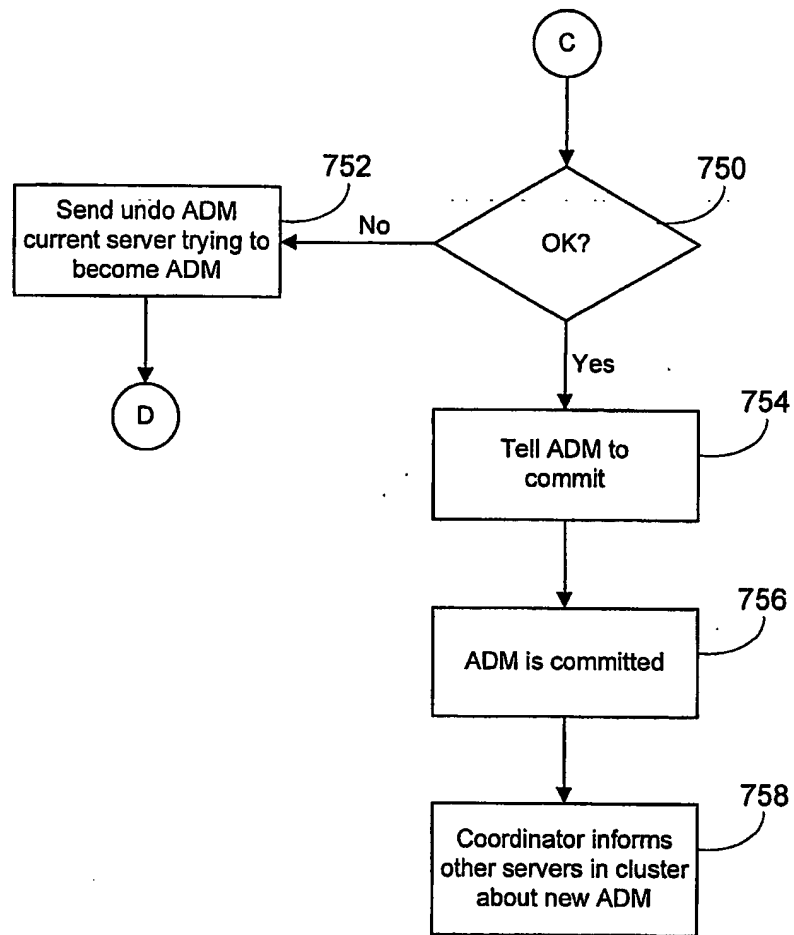 C
750
OK?
No
752
Send undo ADM
current server trying to
become ADM
D
Yes
754
Tell ADM to
commit
756
ADM is committed
758
Coordinator informs
other servers in cluster
about new ADM